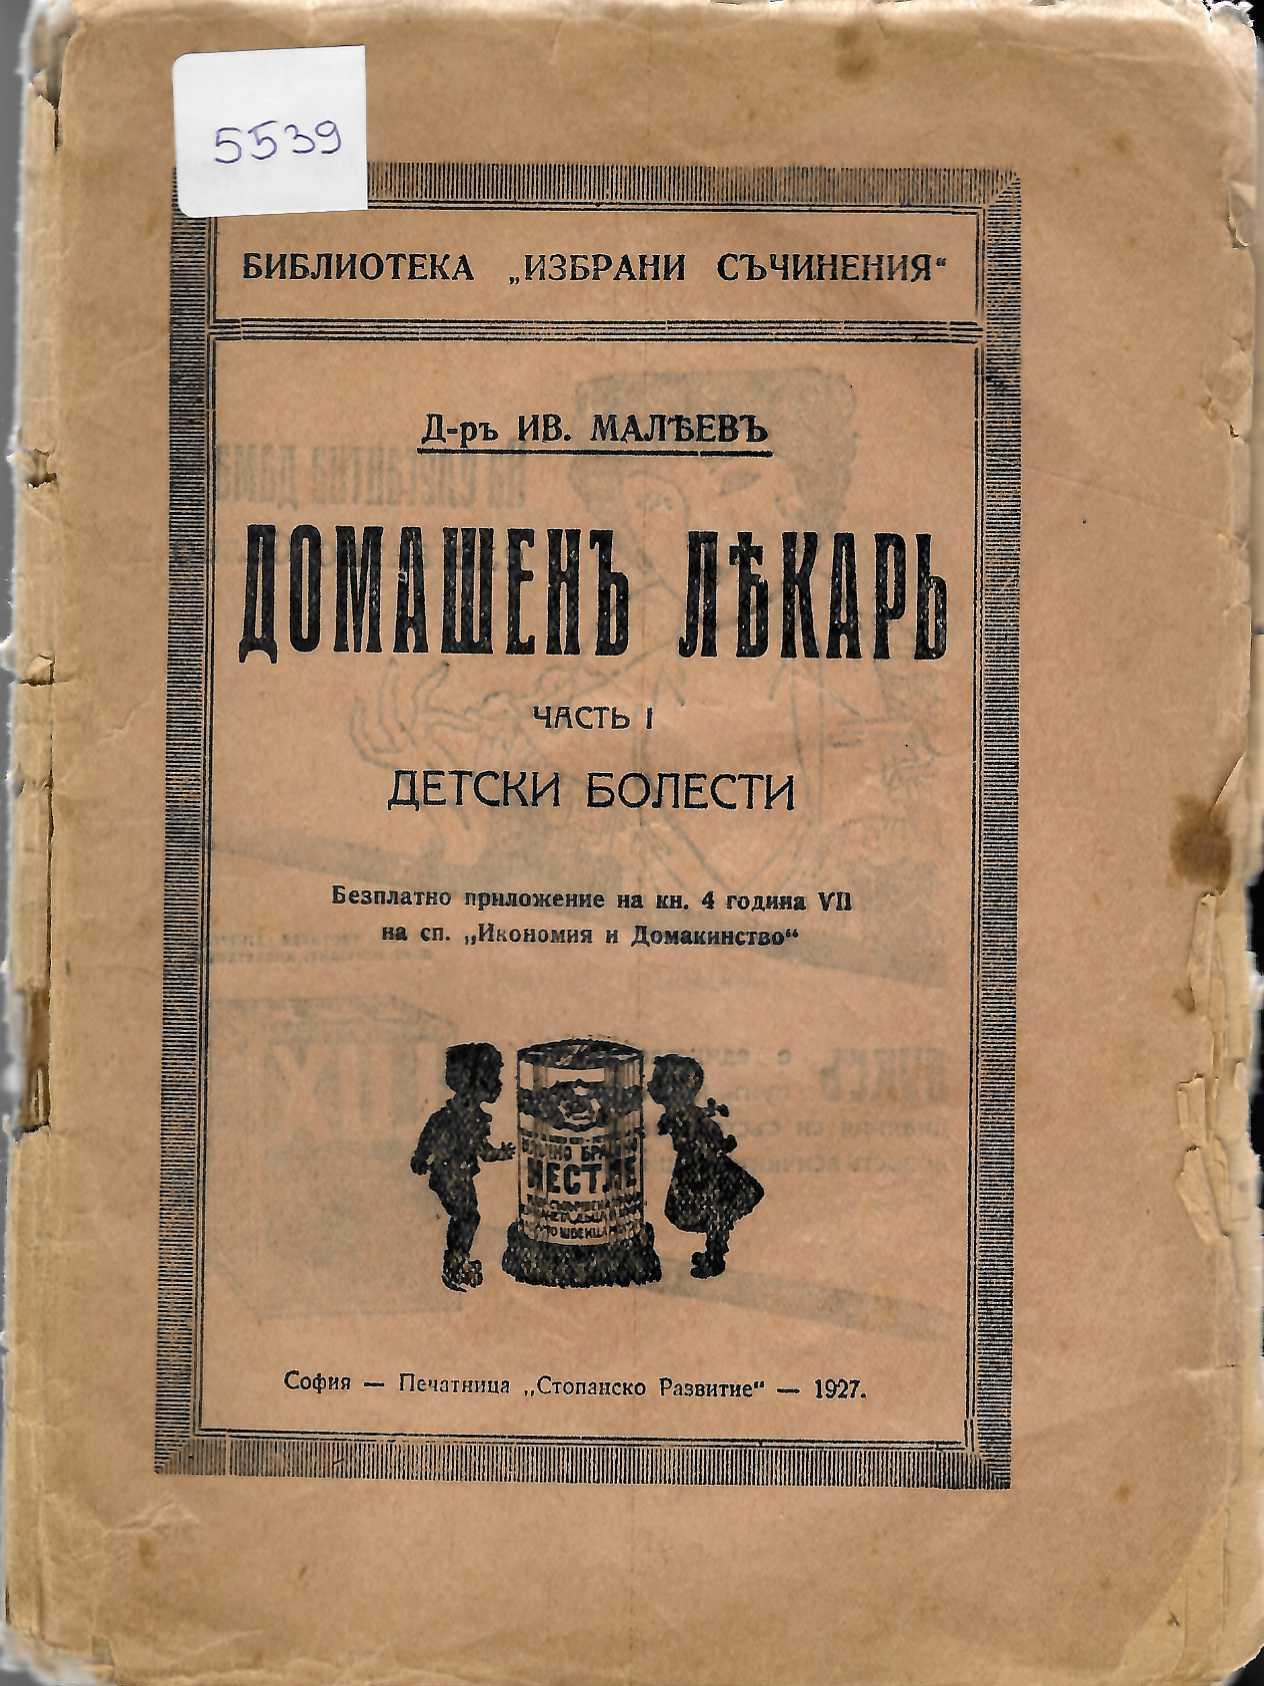 5539
БИБЛИОТЕКА „ИЗБРАНИ СЪЧИНЕНИЯ“
Д-ръ ИВ. МАЛѢЕВЪ
ДОМАШЕНЪ ЛѢКАРЬ
ЧАСТЬ I
ДЕТСКИ БОЛЕСТИ
Безплатно приложение на кн. 4 година VII
на сп. „Икономия и Домакинство“
БРАШНО
НЕСТЛЕ
София — Печатница „Стопанско Развитие“ — 1927.